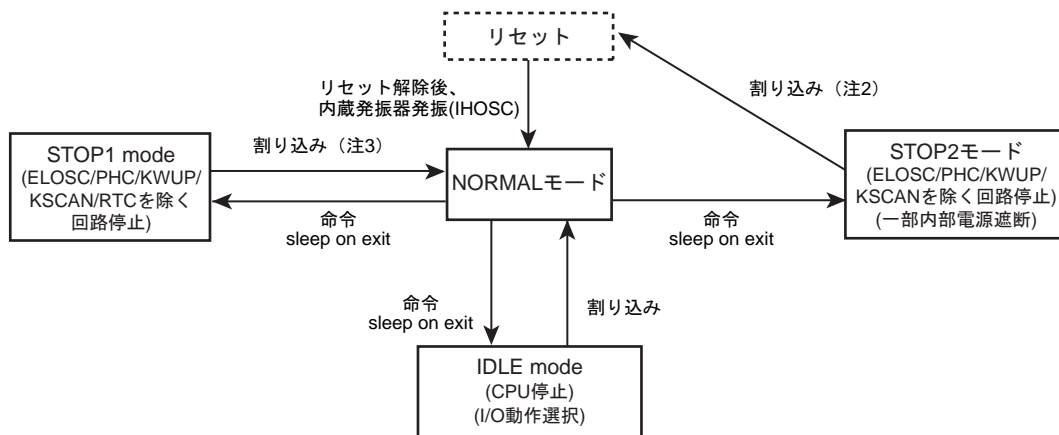 リセット
リセット解除後、
内蔵発振器発振(IHOSC)
割り込み（注2）
割り込み（注3）
STOP1 mode
(ELOSC/PHC/KWUP/
KSCAN/RTCを除く
回路停止)
NORMALモード
STOP2モード
(ELOSC/PHC/KWUP/
KSCANを除く回路停止)
(一部内部電源遮断)
命令
sleep on exit
命令
sleep on exit
命令
sleep on exit
割り込み
IDLE mode
(CPU停止)
(I/O動作選択)